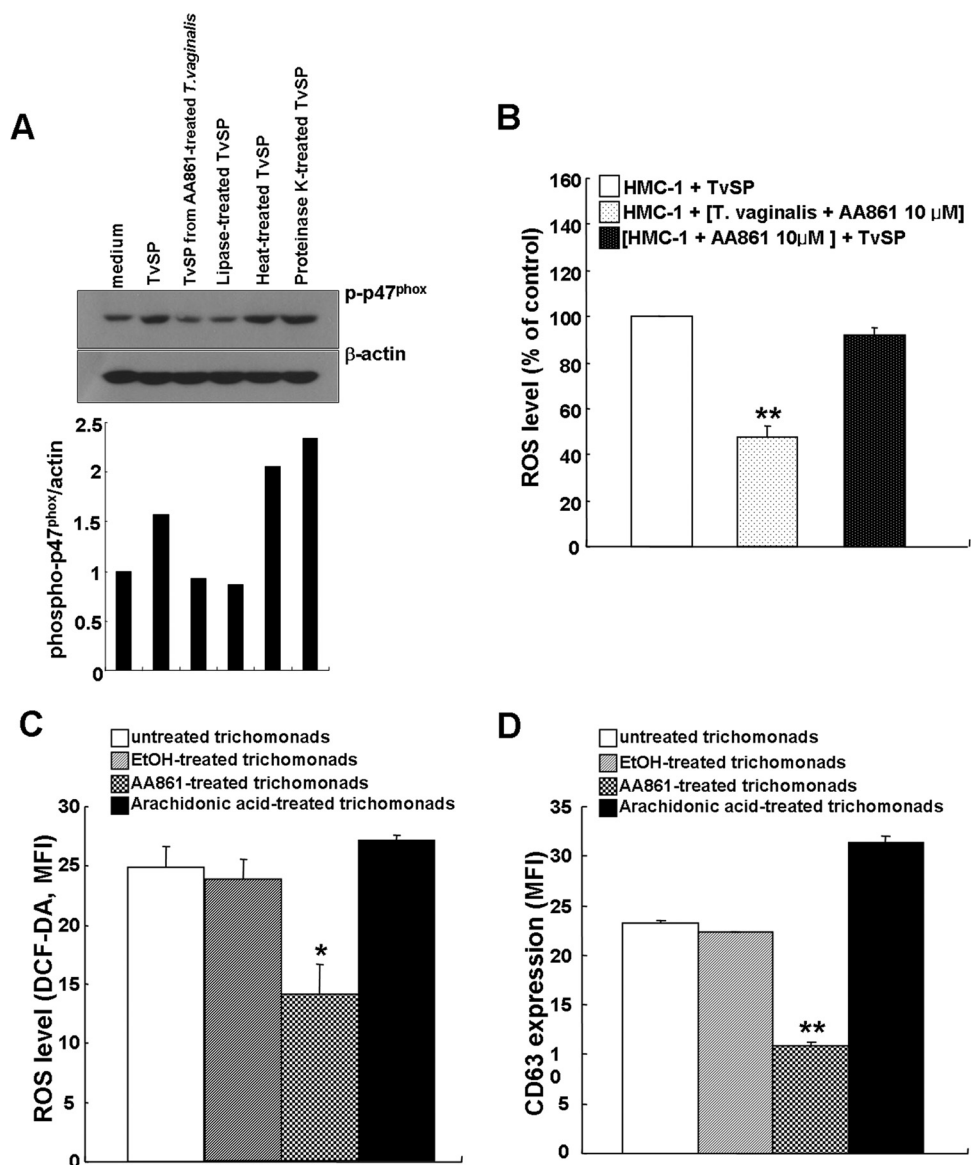 A
medium
TvSP
TvSP from AA861-treated T.vaginalis
Lipase-treated TvSP
Heat-treated TvSP
Proteinase K-treated TvSP
p-p47phox
β-actin
phospho-p47phox/actin
2.5
2
1.5
1
0.5
0
B
HMC-1 + TvSP
HMC-1 + [T. vaginalis + AA861 10 µM]
[HMC-1 + AA861 10µM ] + TvSP
ROS level (% of control)
160
140
120
100
80
60
40
20
0
**
C
untreated trichomonads
EtOH-treated trichomonads
AA861-treated trichomonads
Arachidonic acid-treated trichomonads
ROS level (DCF-DA, MFI)
30
25
20
15
10
5
0
*
D
untreated trichomonads
EtOH-treated trichomonads
AA861-treated trichomonads
Arachidonic acid-treated trichomonads
CD63 expression (MFI)
35
30
25
20
15
1
0
5
0
**